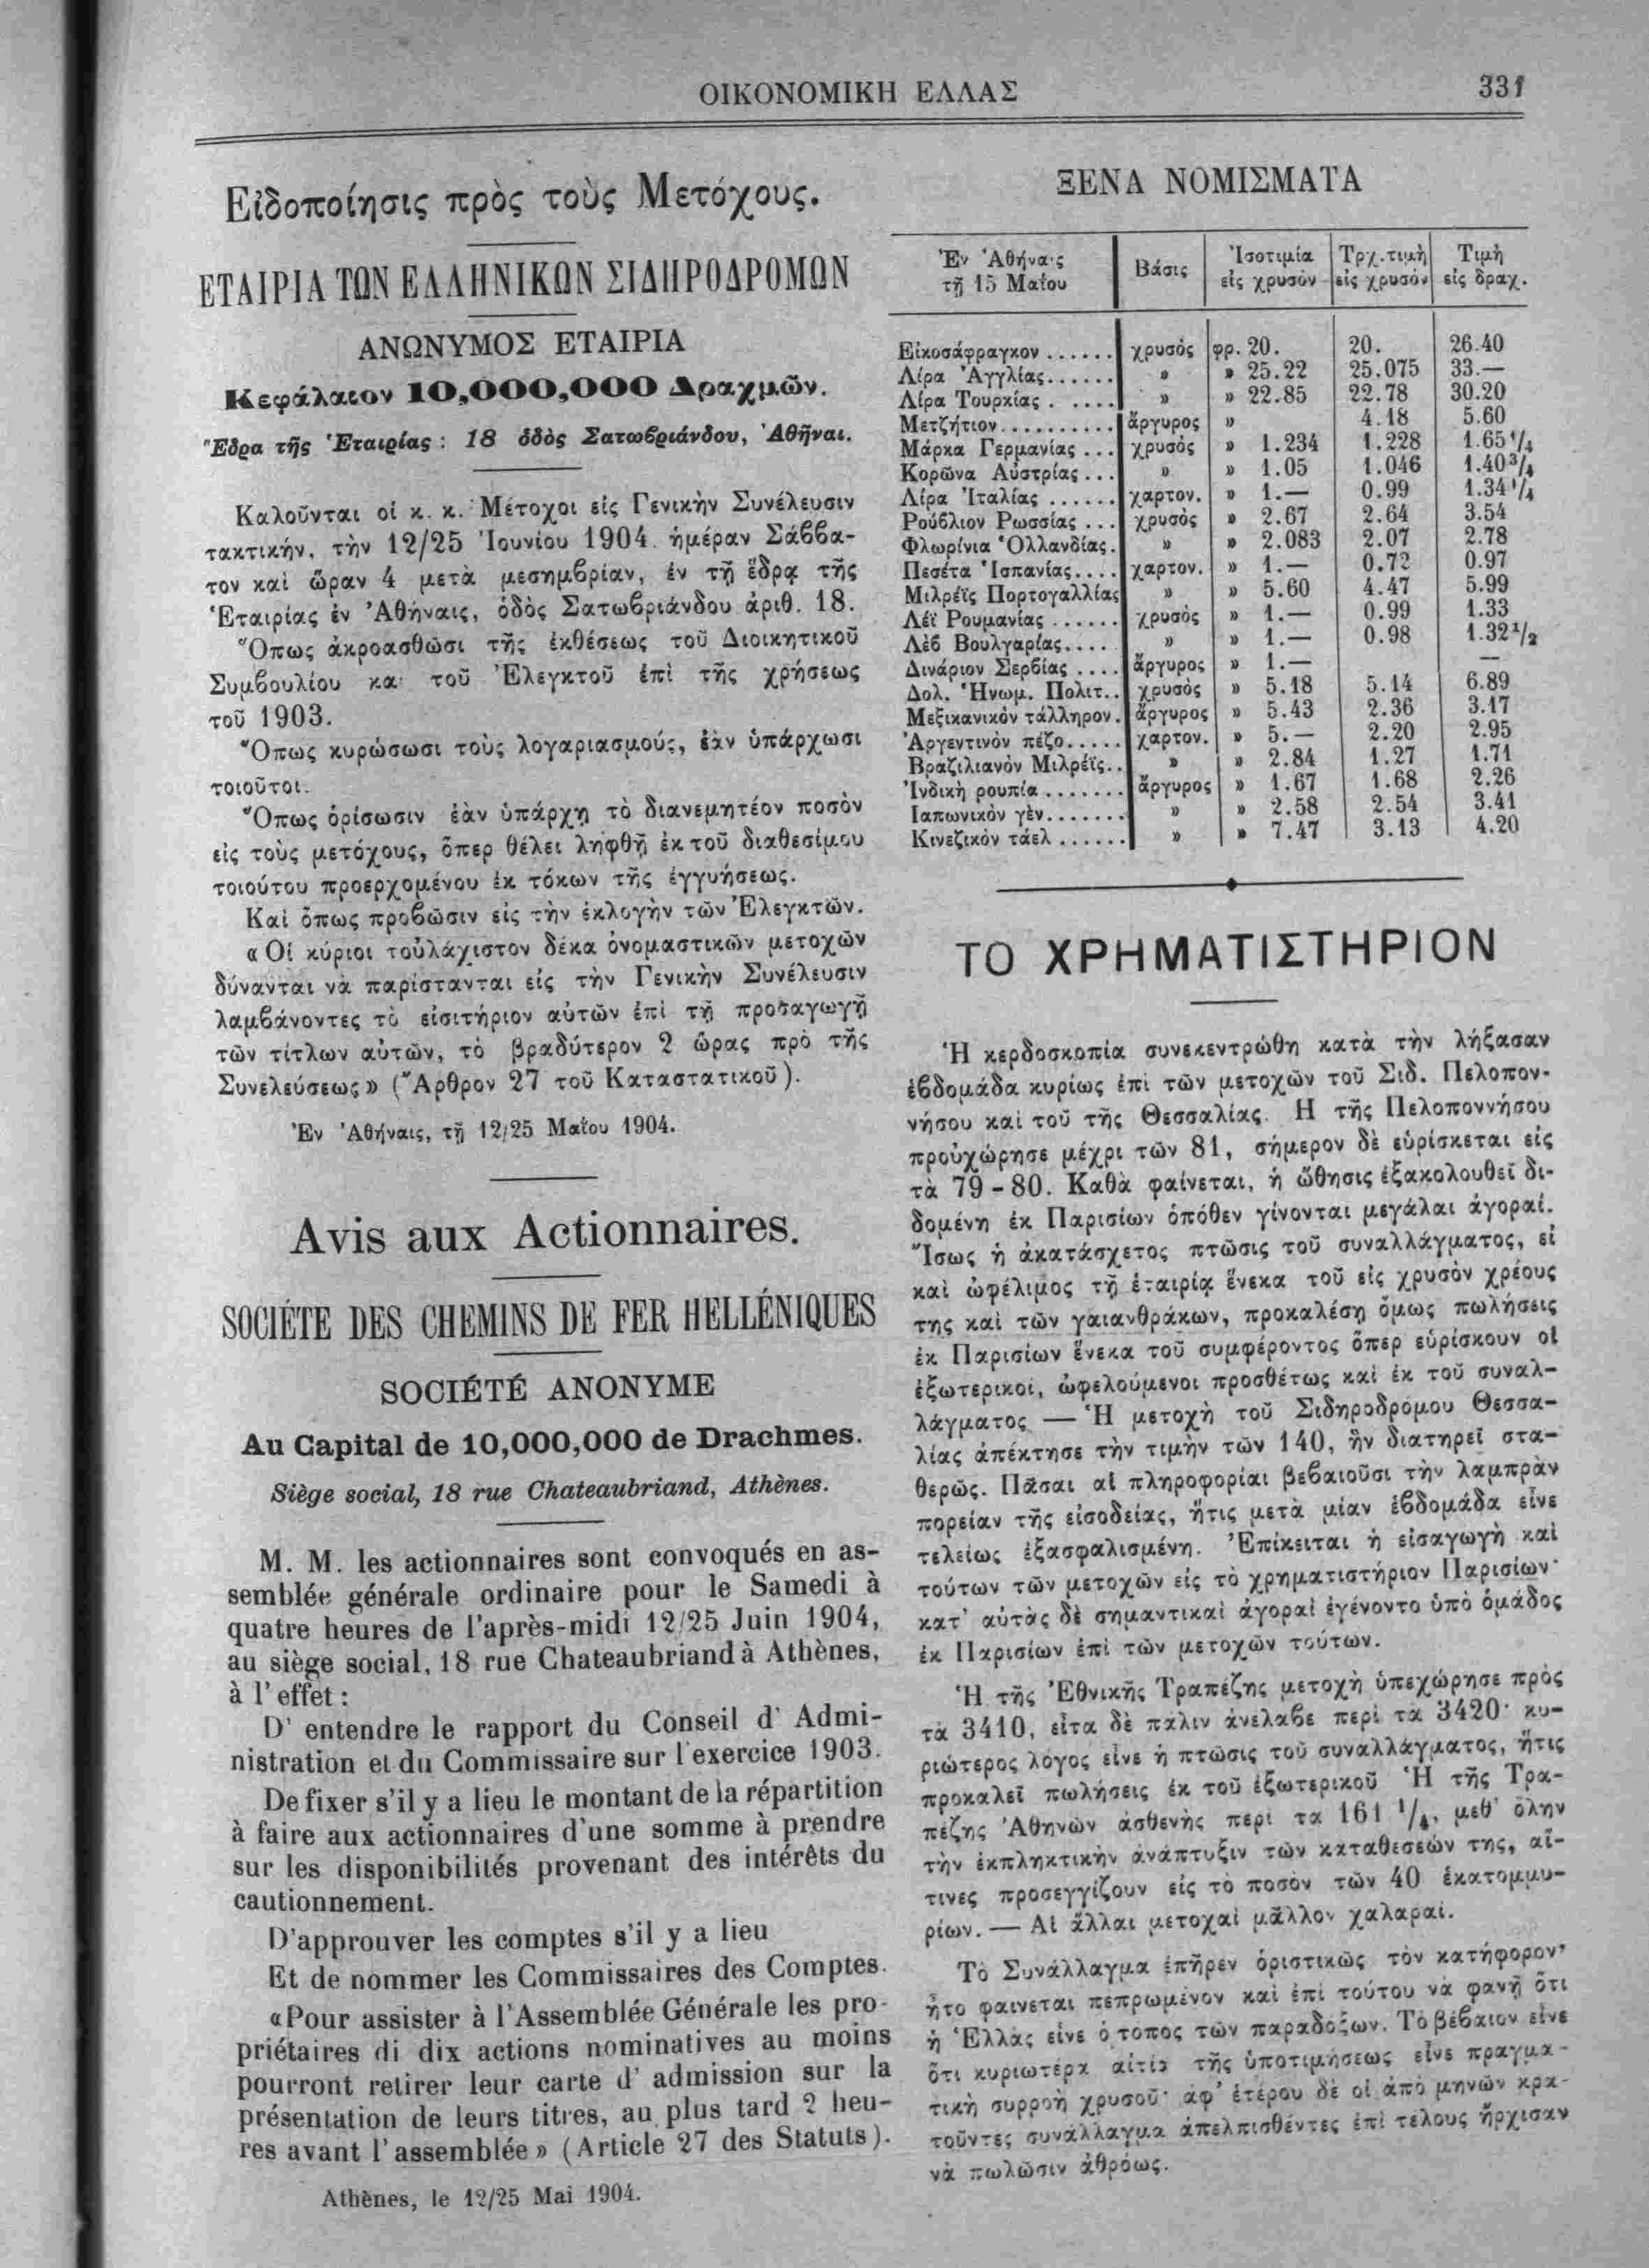 ΟΙΚΟΝΟΜΙΚΗ ΕΛΛΑΣ
331
Εἰδοποίησις πρὸς τοὺς Μετόχους.
ΕΤΑΙΡΙΑ ΤΩΝ ΕΛΛΗΝΙΚΩΝ ΣΙΔΗΡΟΔΡΟΜΩΝ
ΑΝΩΝΥΜΟΣ ΕΤΑΙΡΙΑ
Κεφάλαιον 10,000,000 Δραχμῶν.
Ἕδρα τῆς Ἑταιρίας : 18 ὁδὸς Σατωβριάνδου, Ἀθῆναι.
Καλοῦνται οἱ κ. κ. Μέτοχοι εἰς Γενικὴν Συνέλευσιν
τακτικήν, τὴν 12/25 Ἰουνίου 1904 ἡμέραν Σάββα-
τον καὶ ὥραν 4 μετὰ μεσημβρίαν, ἐν τῇ ἕδρᾳ τῆς
Ἑταιρίας ἐν Ἀθήναις, ὁδὸς Σατωβριάνδου ἀριθ. 18.
Ὅπως ἀκροασθῶσι τῆς ἐκθέσεως τοῦ Διοικητικοῦ
Συμβουλίου κα τοῦ Ἐλεγκτοῦ ἐπὶ τῆς χρήσεως
τοῦ 1903.
Ὅπως κυρώσωσι τοὺς λογαριασμούς, ἐὰν ὑπάρχωσι
τοιοῦτοι.
Ὅπως ὁρίσωσιν ἐὰν ὑπάρχῃ τὸ διανεμητέον ποσὸν
εἰς τοὺς μετόχους, ὅπερ θέλει ληφθῆ ἐκ τοῦ διαθεσίμου
τοιούτου προερχομένου ἐκ τόκων τῆς ἐγγυήσεως.
Καὶ ὅπως προβῶσιν εἰς τὴν ἐκλογὴν τῶν Ἐλεγκτῶν.
« Οἱ κύριοι τοὐλάχιστον δέκα ὀνομαστικῶν μετοχῶν
δύνανται νὰ παρίστανται εἰς τὴν Γενικὴν Συνέλευσιν
λαμβάνοντες τὸ εἰσιτήριον αὐτῶν ἐπὶ τῇ προσαγωγῇ
τῶν τίτλων αὐτῶν, τὸ βραδύτερον 2 ὥρας πρὸ τῆς
Συνελεύσεως» (Ἄρθρον 27 τοῦ Καταστατικοῦ).
Ἐν Ἀθήναις, τῇ 12/25 Μαΐου 1904.
Avis aux Actionnaires.
SOCIÉTE DES CHEMINS DE FER HELLÉNIQUES
SOCIÉTÉ ANONYME
Au Capital de 10,000,000 de Drachmes.
Siège social, 18 rue Chateaubriand, Athènes.
M. M. les actionnaires sont convoqués en as-
semblée générale ordinaire pour le Samedi à
quatre heures de l'après-midi 12/25 Juin 1904,
au siège social, 18 rue Chateaubriand à Athènes,
à l'effet :
D' entendre le rapport du Conseil d' Admi-
nistration et du Commissaire sur l'exercice 1903.
De fixer s'il y a lieu le montant de la répartition
à faire aux actionnaires d'une somme à prendre
sur les disponibilités provenant des intérêts du
cautionnement.
D'approuver les comptes s'il y a lieu
Et de nommer les Commissaires des Comptes.
«Pour assister à l'Assemblée Générale les pro-
priétaires di dix actions nominatives au moins
pourront retirer leur carte d' admission sur la
présentation de leurs titres, au plus tard 2 heu-
res avant l'assemblée» (Article 27 des Statuts).
Athènes, le 12/25 Mai 1904.
ΞΕΝΑ ΝΟΜΙΣΜΑΤΑ
Ἐν Ἀθήναις τῇ 15 Μαΐου | Βάσις | Ἰσοτιμία εἰς χρυσὸν | Τρχ. τιμὴ εἰς χρυσὸν | Τιμὴ εἰς δραχ.
Εἰκοσάφραγκον ...... χρυσὸς φρ. 20. 20. 26.40
Λίρα Ἀγγλίας...... » » 25.22 25.075 33.—
Λίρα Τουρκίας . .... » » 22.85 22.78 30.20
Μετζήτιον.......... ἄργυρος » 4.18 5.60
Μάρκα Γερμανίας ... χρυσὸς » 1.234 1.228 1.65 1/4
Κορῶνα Αὐστρίας ... » » 1.05 1.046 1.40 3/4
Λίρα Ἰταλίας ...... χαρτον. » 1.— 0.99 1.34 1/4
Ρούβλιον Ρωσσίας ... χρυσὸς » 2.67 2.64 3.54
Φλωρίνια Ὁλλανδίας. » » 2.083 2.07 2.78
Πεσέτα Ἱσπανίας.... χαρτον. » 1.— 0.72 0.97
Μιλρέϊς Πορτογαλλίας » » 5.60 4.47 5.99
Λέϊ Ρουμανίας ...... χρυσὸς » 1.— 0.99 1.33
Λὲβ Βουλγαρίας.... » » 1.— 0.98 1.32 1/2
Δινάριον Σερβίας .... ἄργυρος » 1.— —
Δολ. Ἡνωμ. Πολιτ.. χρυσὸς » 5.18 5.14 6.89
Μεξικανικὸν τάλληρον. ἄργυρος » 5.43 2.36 3.17
Ἀργεντινὸν πέζο..... χαρτον. » 5.— 2.20 2.95
Βραζιλιανὸν Μιλρέϊς.. » » 2.84 1.27 1.71
Ἰνδικὴ ρουπία ....... ἄργυρος » 1.67 1.68 2.26
Ιαπωνικὸν γὲν....... » » 2.58 2.54 3.41
Κινεζικὸν τάελ ...... » » 7.47 3.13 4.20
ΤΟ ΧΡΗΜΑΤΙΣΤΗΡΙΟΝ
Ἡ κερδοσκοπία συνεκεντρώθη κατὰ τὴν λήξασαν
ἑβδομάδα κυρίως ἐπὶ τῶν μετοχῶν τοῦ Σιδ. Πελοπον-
νήσου καὶ τοῦ τῆς Θεσσαλίας. Η τῆς Πελοποννήσου
προὐχώρησε μέχρι τῶν 81, σήμερον δὲ εὑρίσκεται εἰς
τὰ 79 - 80. Καθὰ φαίνεται, ἡ ὤθησις ἐξακολουθεῖ δι-
δομένη ἐκ Παρισίων ὁπόθεν γίνονται μεγάλαι ἀγοραί.
Ἴσως ἡ ἀκατάσχετος πτῶσις τοῦ συναλλάγματος, εἰ
καὶ ὠφέλιμος τῇ ἑταιρίᾳ ἕνεκα τοῦ εἰς χρυσὸν χρέους
της καὶ τῶν γαιανθράκων, προκαλέσῃ ὅμως πωλήσεις
ἐκ Παρισίων ἕνεκα τοῦ συμφέροντος ὅπερ εὑρίσκουν οἱ
ἐξωτερικοί, ὠφελούμενοι προσθέτως καὶ ἐκ τοῦ συναλ-
λάγματος — Ἡ μετοχὴ τοῦ Σιδηροδρόμου Θεσσα-
λίας ἀπέκτησε τὴν τιμὴν τῶν 140, ἣν διατηρεῖ στα-
θερῶς. Πᾶσαι αἱ πληροφορίαι βεβαιοῦσι τὴν λαμπρὰν
πορείαν τῆς εἰσοδείας, ἥτις μετὰ μίαν ἑβδομάδα εἶνε
τελείως ἐξασφαλισμένη. Ἐπίκειται ἡ εἰσαγωγὴ καὶ
τούτων τῶν μετοχῶν εἰς τὸ χρηματιστήριον Παρισίων·
κατ' αὐτὰς δὲ σημαντικαὶ ἀγοραὶ ἐγένοντο ὑπὸ ὁμάδος
ἐκ Παρισίων ἐπὶ τῶν μετοχῶν τούτων.
Ἡ τῆς Ἐθνικῆς Τραπέζης μετοχὴ ὑπεχώρησε πρὸς
τὰ 3410, εἶτα δὲ πάλιν ἀνέλαβε περὶ τὰ 3420· κυ-
ριώτερος λόγος εἶνε ἡ πτῶσις τοῦ συναλλάγματος, ἥτις
προκαλεῖ πωλήσεις ἐκ τοῦ ἐξωτερικοῦ Ἡ τῆς Τρα-
πέζης Ἀθηνῶν ἀσθενὴς περὶ τα 161 1/4, μεθ' ὅλην
τὴν ἐκπληκτικὴν ἀνάπτυξιν τῶν καταθέσεών της, αἵ-
τινες προσεγγίζουν εἰς τὸ ποσὸν τῶν 40 ἑκατομμυ-
ρίων. — Αἱ ἄλλαι μετοχαὶ μᾶλλον χαλαραί.
Τὸ Συνάλλαγμα ἐπῆρεν ὁριστικῶς τὸν κατήφορον·
ἦτο φαίνεται πεπρωμένον καὶ ἐπὶ τούτου νὰ φανῇ ὅτι
ἡ Ἑλλὰς εἶνε ὁ τόπος τῶν παραδόξων. Τὸ βέβαιον εἶνε
ὅτι κυριωτέρα αἰτία τῆς ὑποτιμήσεως εἶνε πραγμα-
τικὴ συρροὴ χρυσοῦ· ἀφ' ἑτέρου δὲ οἱ ἀπὸ μηνῶν κρα-
τοῦντες συνάλλαγμα ἀπελπισθέντες ἐπὶ τέλους ἤρχισαν
νὰ πωλῶσιν ἀθρόως.